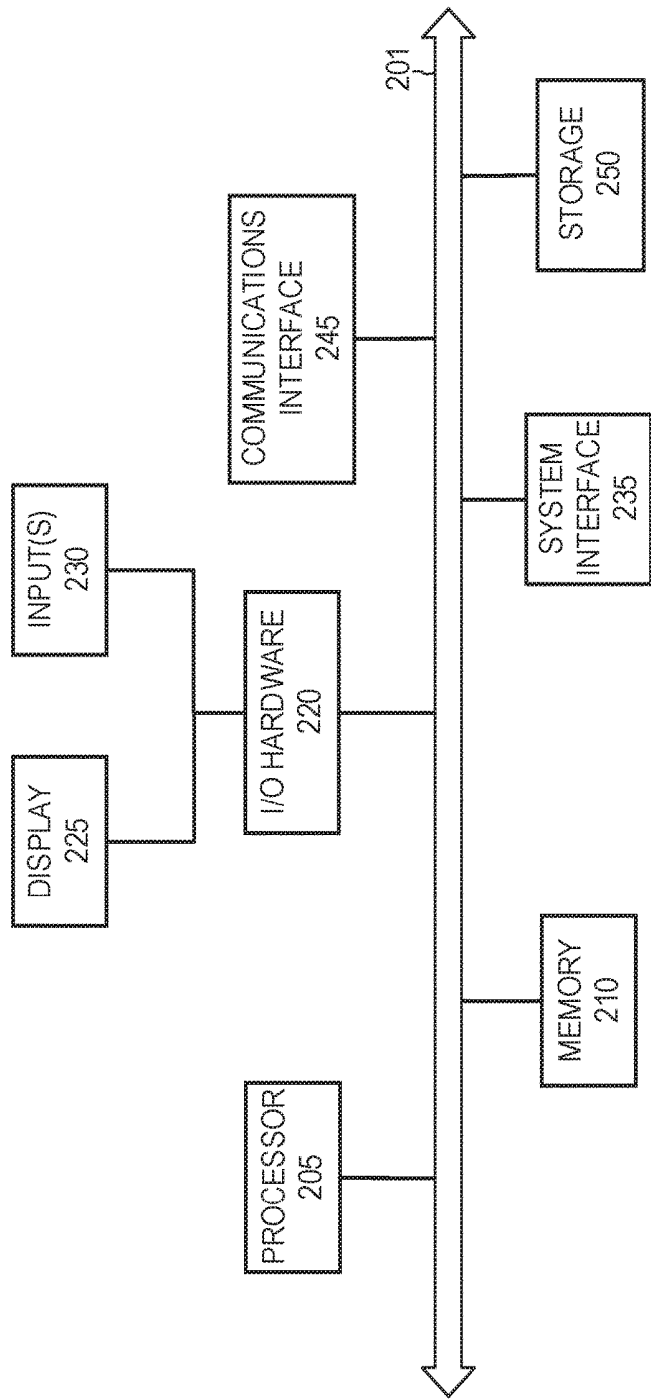 DISPLAY
225
INPUT(S)
230
PROCESSOR
205
I/O HARDWARE
220
COMMUNICATIONS
INTERFACE
245
201
MEMORY
210
SYSTEM
INTERFACE
235
STORAGE
250